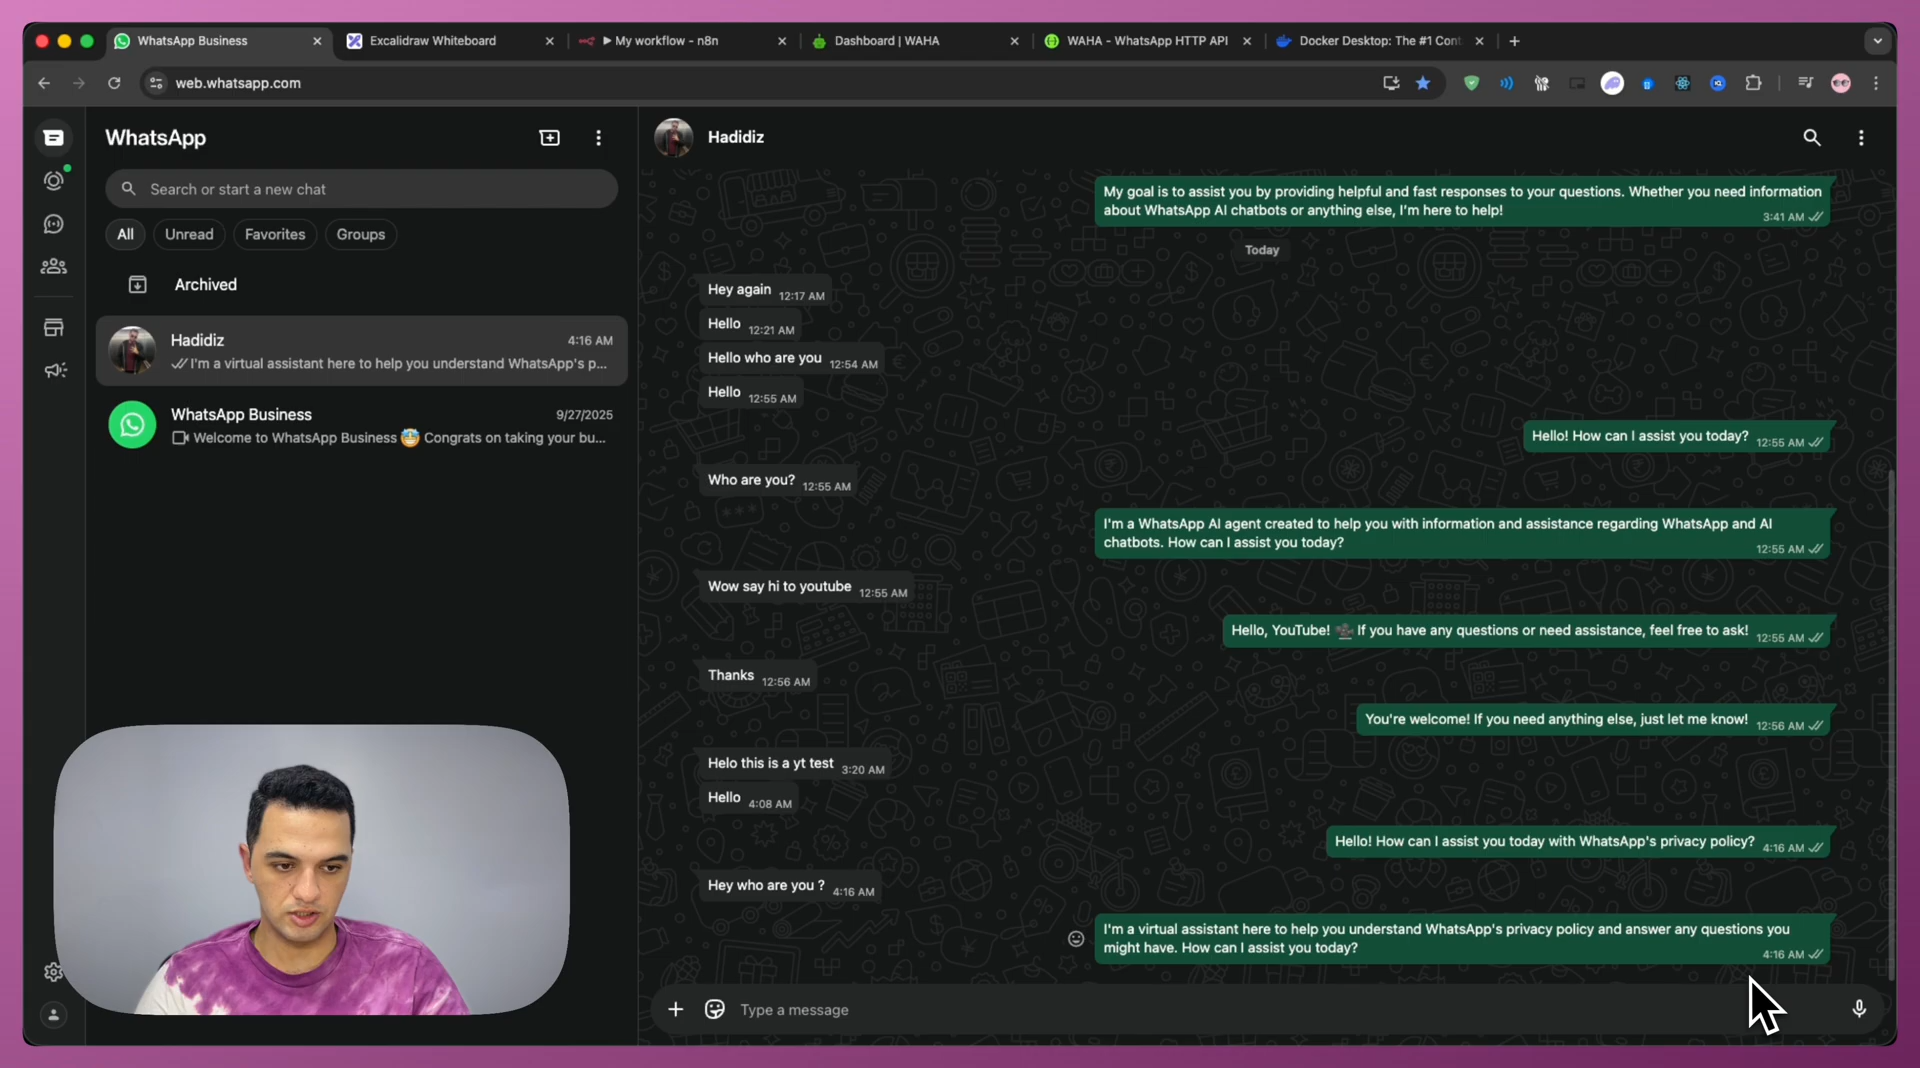 WhatsApp Business
Excalidraw Whiteboard
My workflow - n8n
Dashboard | WAHA
WAHA - WhatsApp HTTP API
Docker Desktop: The #1 Cont
web.whatsapp.com
WhatsApp
Search or start a new chat
All
Unread
Favorites
Groups
Archived
Hadidiz
4:16 AM
I'm a virtual assistant here to help you understand WhatsApp's p...
WhatsApp Business
9/27/2025
Welcome to WhatsApp Business 🤩 Congrats on taking your bu...
Hadidiz
My goal is to assist you by providing helpful and fast responses to your questions. Whether you need information
about WhatsApp AI chatbots or anything else, I'm here to help!
3:41 AM
Today
Hey again 12:17 AM
Hello 12:21 AM
Hello who are you 12:54 AM
Hello 12:55 AM
Hello! How can I assist you today? 12:55 AM
Who are you? 12:55 AM
I'm a WhatsApp AI agent created to help you with information and assistance regarding WhatsApp and AI
chatbots. How can I assist you today?
12:55 AM
Wow say hi to youtube 12:55 AM
Hello, YouTube! 🎥 If you have any questions or need assistance, feel free to ask! 12:55 AM
Thanks 12:56 AM
You're welcome! If you need anything else, just let me know! 12:56 AM
Helo this is a yt test 3:20 AM
Hello 4:08 AM
Hello! How can I assist you today with WhatsApp's privacy policy? 4:16 AM
Hey who are you ? 4:16 AM
I'm a virtual assistant here to help you understand WhatsApp's privacy policy and answer any questions you
might have. How can I assist you today?
4:16 AM
Type a message